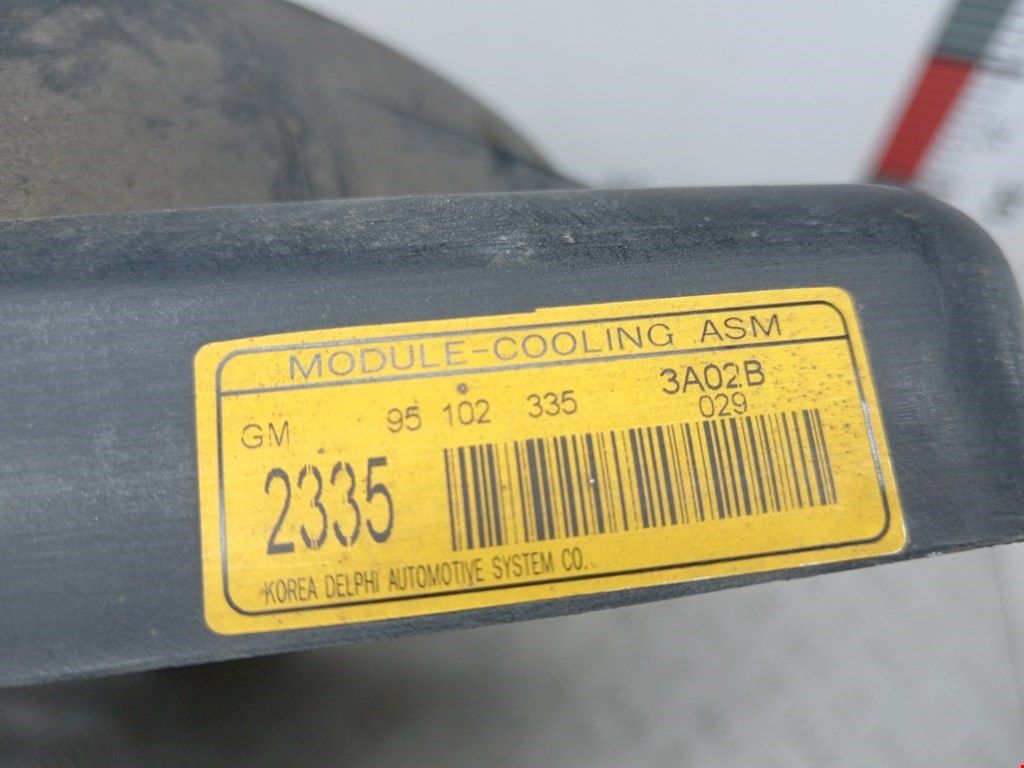 MODULE-COOLING ASM
GM 95 102 335 3A02B
029
2335
KOREA DELPHI AUTOMOTIVE SYSTEM CO.